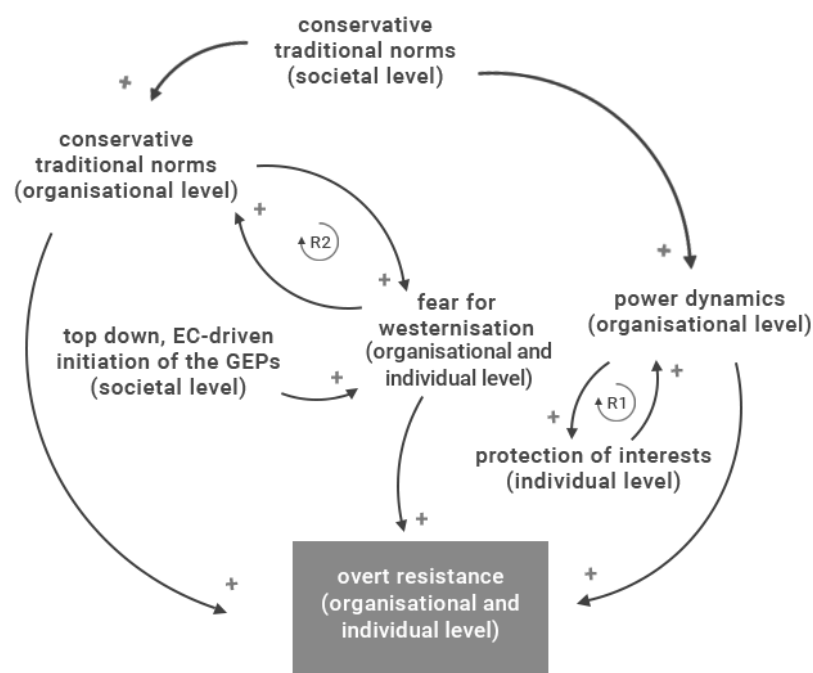 conservative
traditional norms
(societal level)
+
conservative
traditional norms
(organisational level)
+
R2
+
+
fear for
westernisation
(organisational and
individual level)
power dynamics
(organisational level)
top down, EC-driven
initiation of the GEPs
(societal level)
+
+
R1
+
protection of interests
(individual level)
+
+
+
overt resistance
(organisational and
individual level)